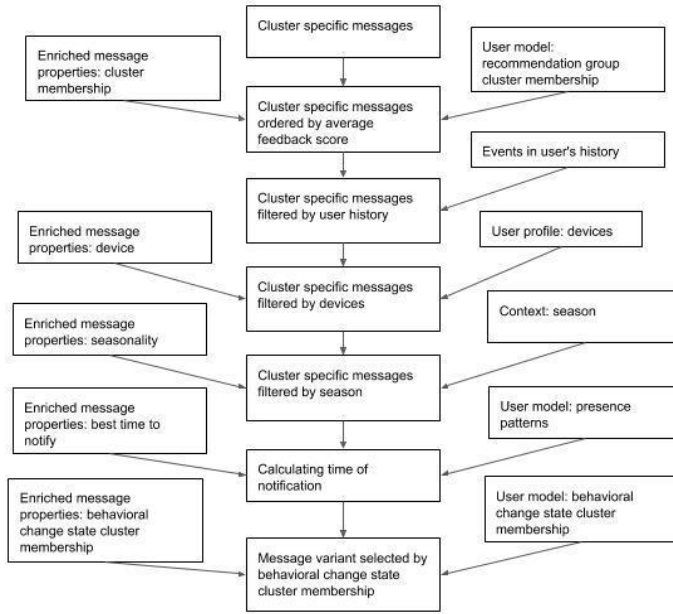 Cluster specific messages
Enriched message
properties: cluster
membership
User model:
recommendation group
cluster membership
Cluster specific messages
ordered by average
feedback score
Events in user's history
Cluster specific messages
filtered by user history
Enriched message
properties: device
User profile: devices
Cluster specific messages
filtered by devices
Enriched message
properties: seasonality
Context: season
Cluster specific messages
filtered by season
Enriched message
properties: best time to
notify
User model: presence
patterns
Calculating time of
notification
Enriched message
properties: behavioral
change state cluster
membership
User model: behavioral
change state cluster
membership
Message variant selected by
behavioral change state
cluster membership